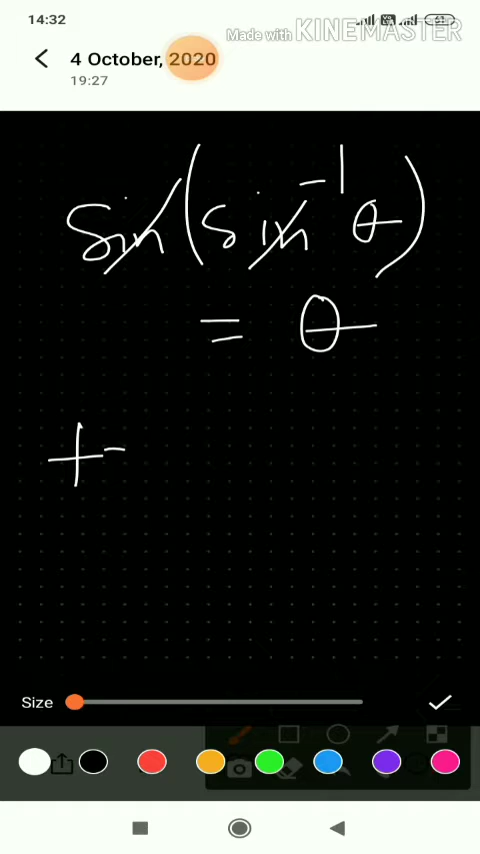 14:32
Made with KINEMASTER
4 October, 2020
19:27
sin(sin⁻¹θ)
= θ
+-
Size